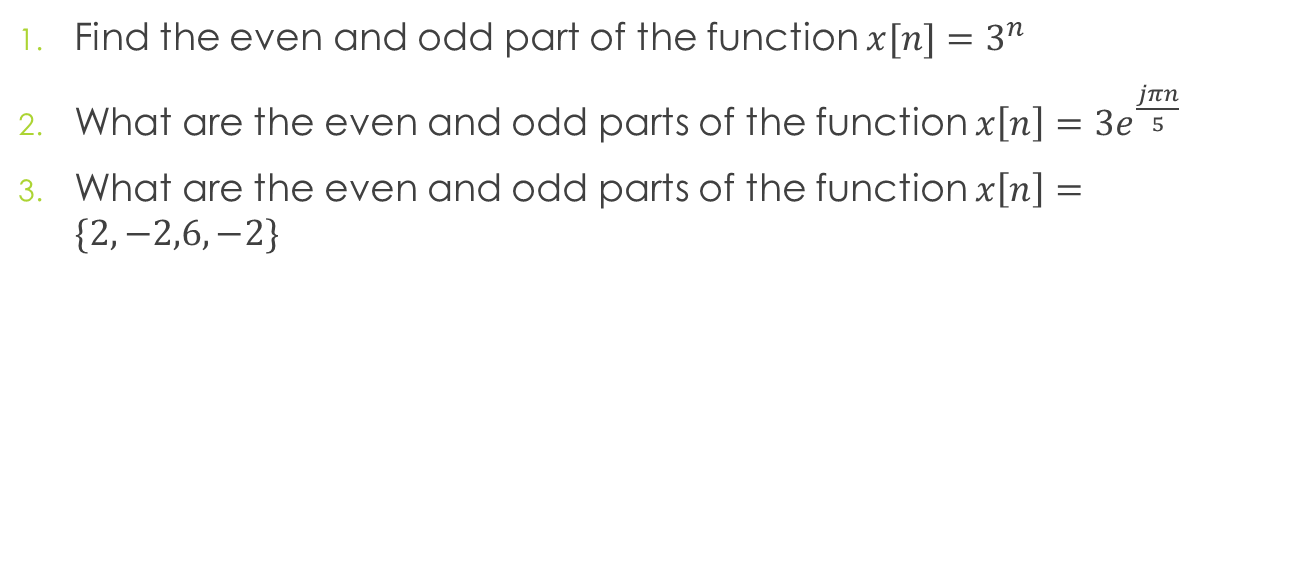 1. Find the even and odd part of the function x[n] = 3ⁿ
2. What are the even and odd parts of the function x[n] = 3e^(jπn/5)
3. What are the even and odd parts of the function x[n] =
{2, −2,6, −2}